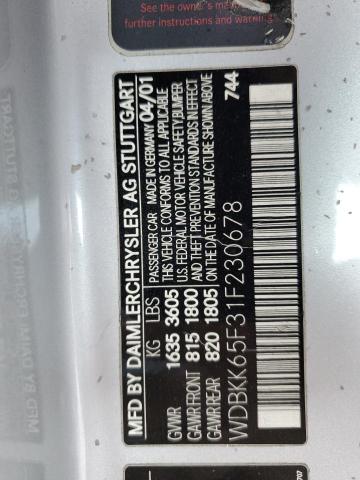 See the owner's manual
further instructions and warnings
MFD BY DAIMLERCHRYSLER AG STUTTGART
KG LBS PASSENGER CAR MADE IN GERMANY 04/01
GVWR 1635 3605 THIS VEHICLE CONFORMS TO ALL APPLICABLE
U.S. FEDERAL MOTOR VEHICLE SAFETY BUMPER
GAWR FRONT 815 1800 AND THEFT PREVENTION STANDARDS IN EFFECT
GAWR REAR 820 1805 ON THE DATE OF MANUFACTURE SHOWN ABOVE
WDBKK65F31F230678 744